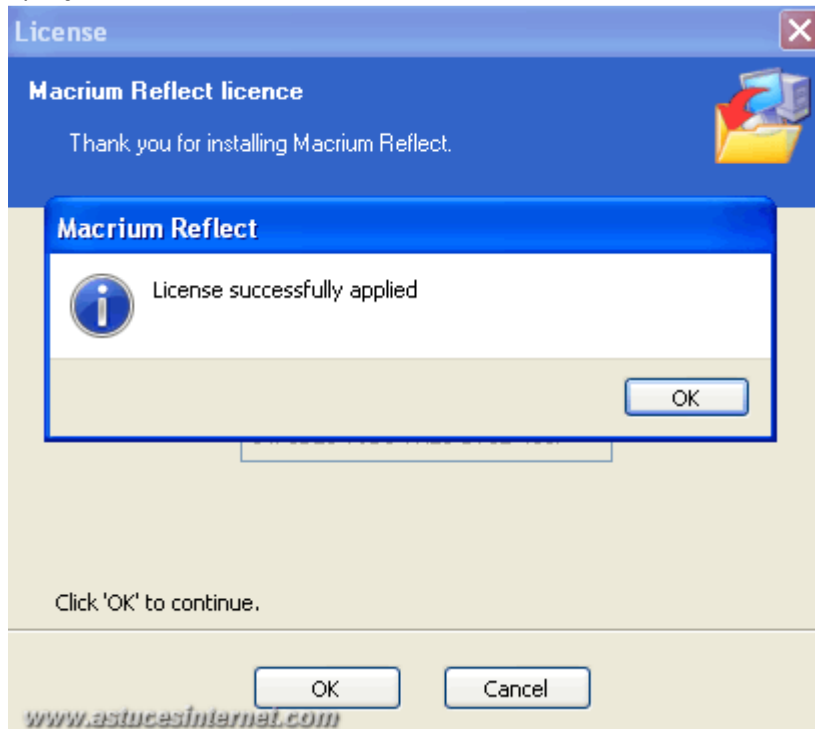 License
Macrium Reflect licence
Thank you for installing Macrium Reflect.
Macrium Reflect
License successfully applied
OK
Click 'OK' to continue.
OK Cancel
www.astucesinternet.com